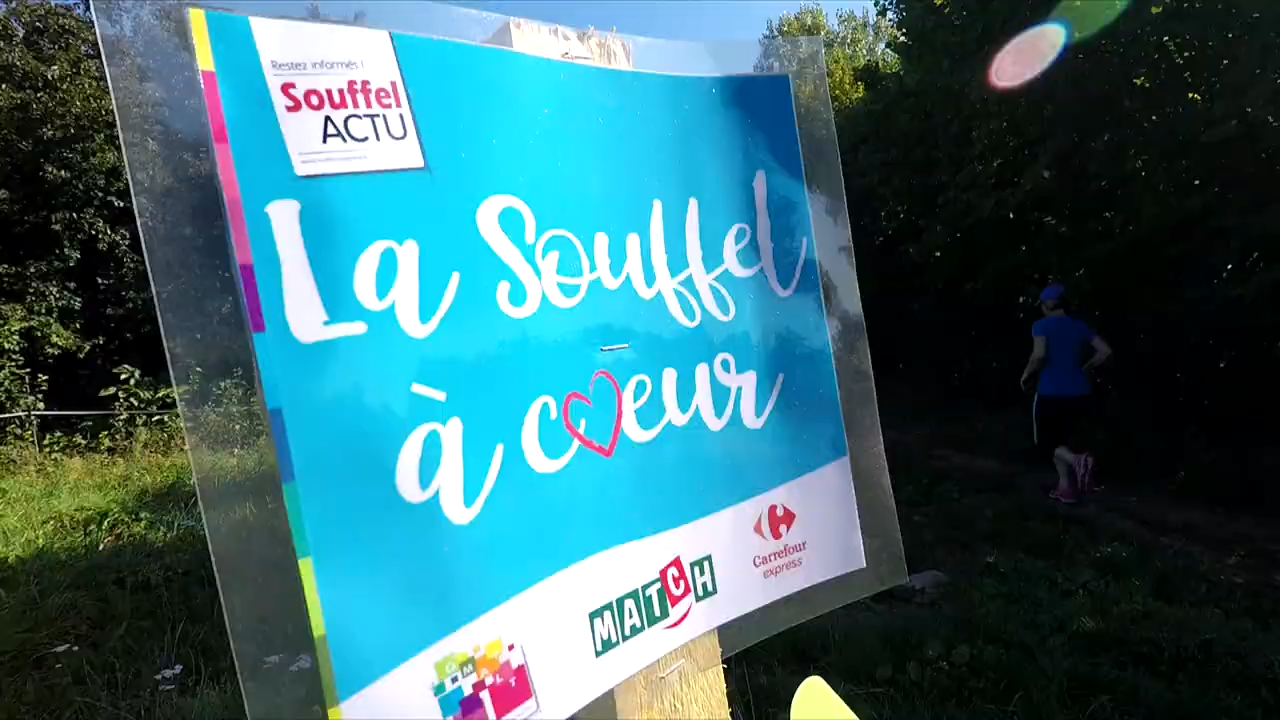 Restez informés !
Souffel
ACTU
La Souffel
à cœur
MATCH
Carrefour
express